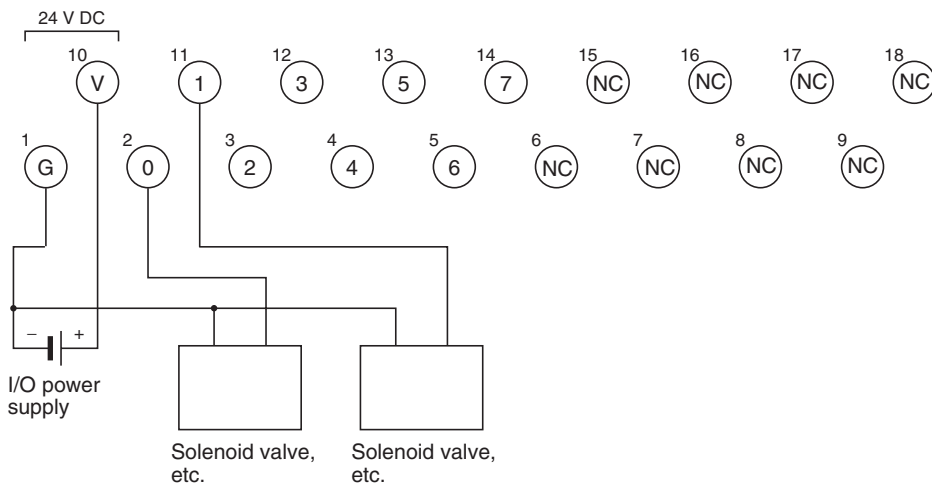 24 V DC
10 11 12 13 14 15 16 17 18
V 1 3 5 7 NC NC NC NC
1 2 3 4 5 6 7 8 9
G 0 2 4 6 NC NC NC NC
– +
I/O power
supply
Solenoid valve,
etc.
Solenoid valve,
etc.